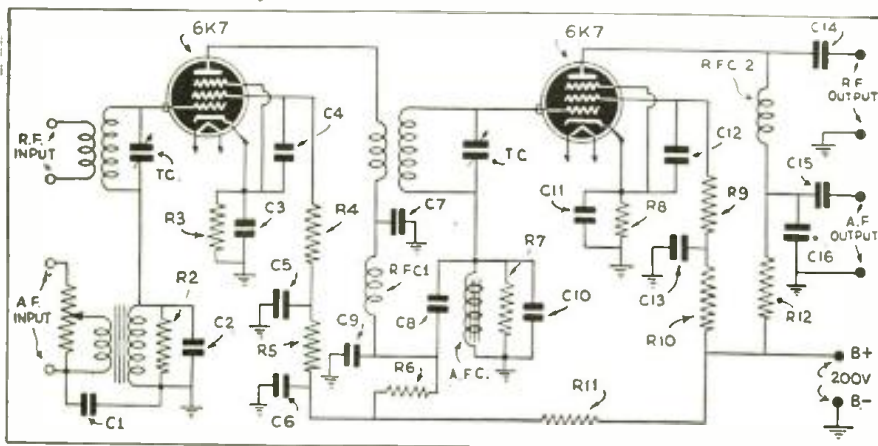 6K7
6K7
C14
R.F.C 2
R.F. OUTPUT
C4
R.F. INPUT
T.C.
T.C.
C12
C15
C3
R3
R4
C7
C11
R8
R9
A.F. OUTPUT
R7
C16
A.F. INPUT
R2
C5
R.F.C1
C13
R12
C2
C9
C8
C10
R10
R5
A.F.C.
R6
B+
C1
C6
R11
200V
B-